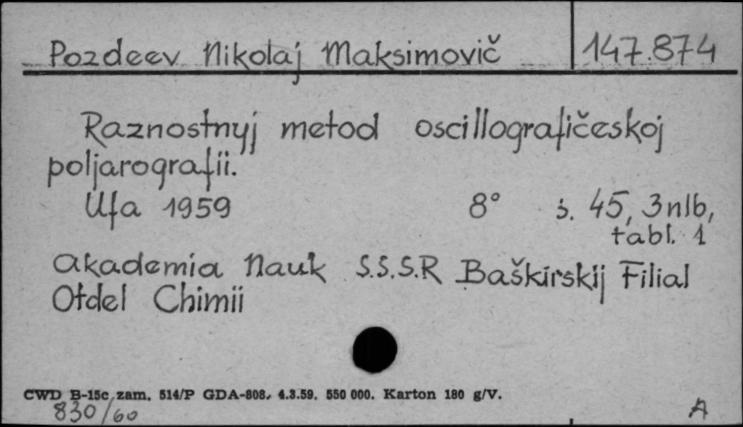 Pozdeev Nikolaj Maksimovič 147.874
Raznostnyj metod oscillografičeskoj
poljarografii.
Ufa 1959 8° s. 45, 3nlb,
tabl. 1
Akademia Nauk S.S.S.R Baškirskij Filial
Otdel Chimii
CWD B-15c zam. 514/P GDA-808. 4.3.59. 550 000. Karton 180 g/V.
830/60 A